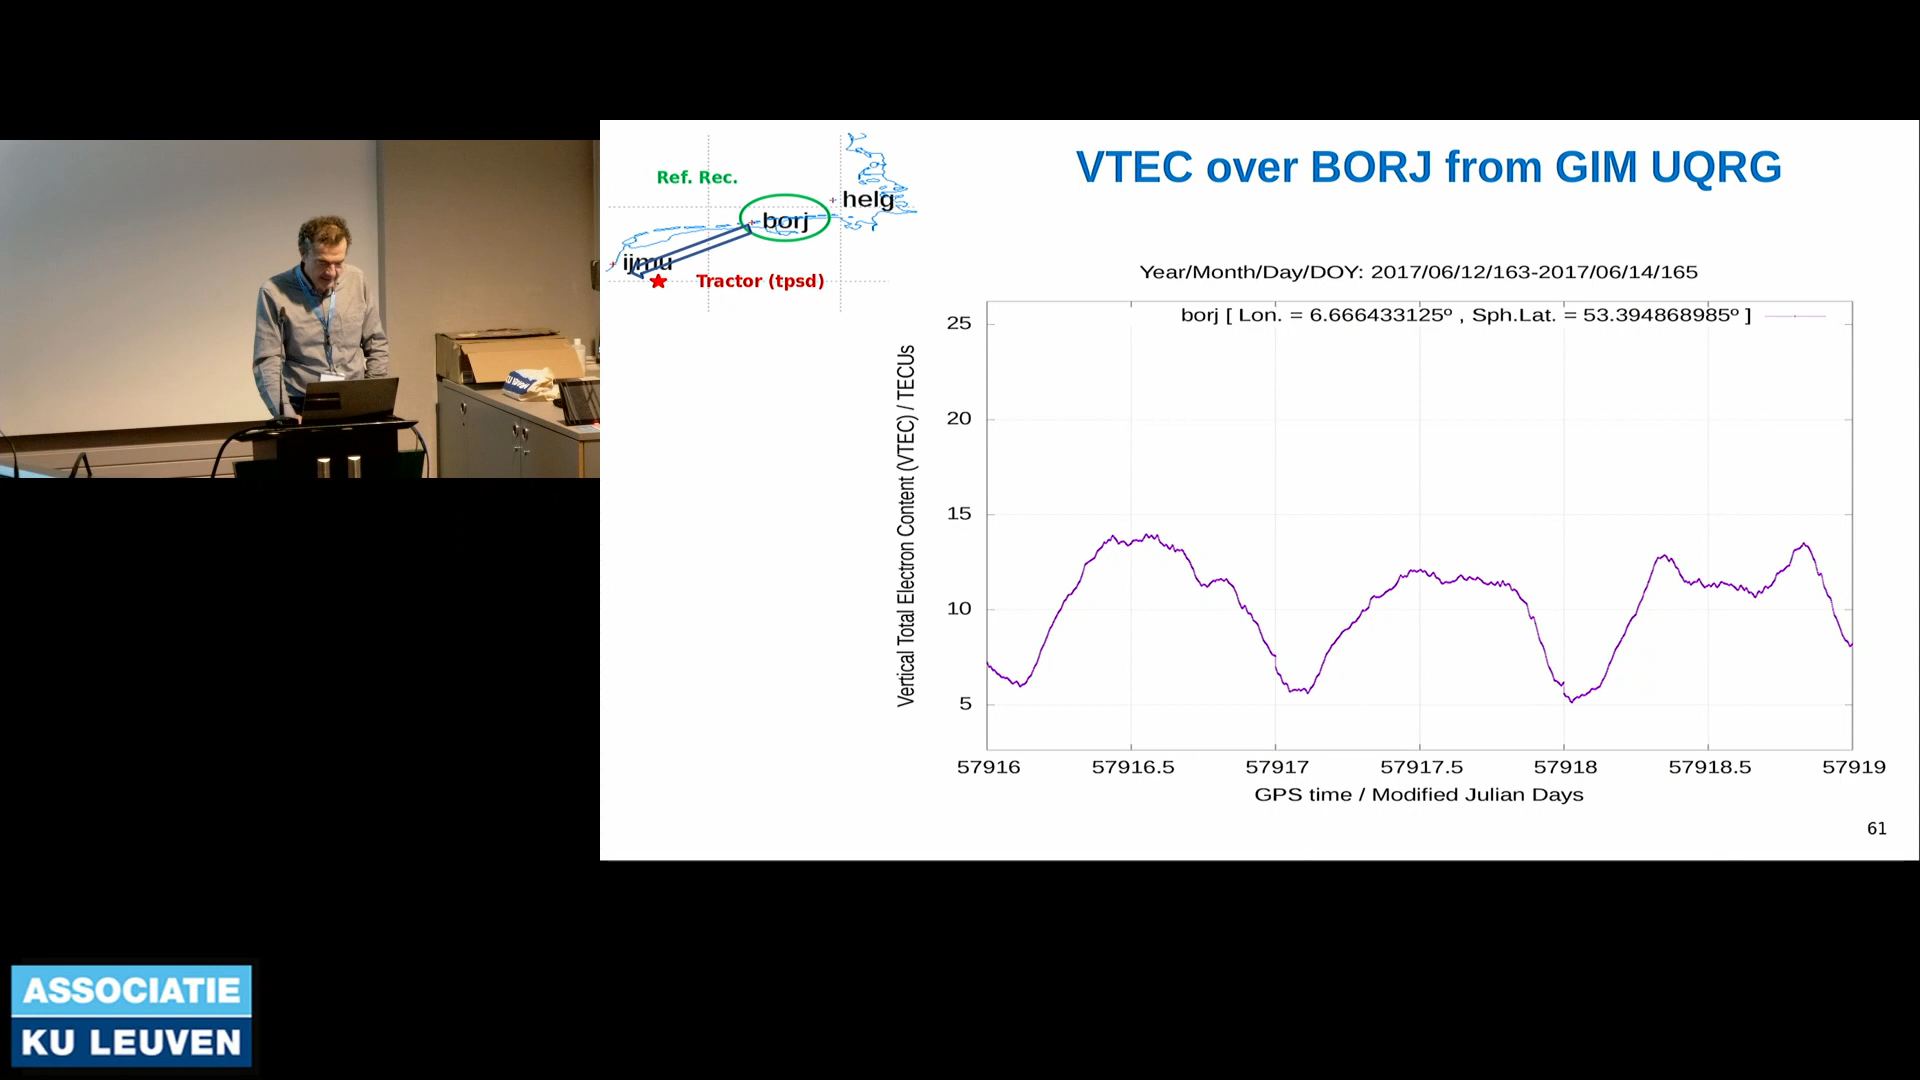 VTEC over BORJ from GIM UQRG
Ref. Rec.
helg
borj
ijmu
Tractor (tpsd)
Year/Month/Day/DOY: 2017/06/12/163-2017/06/14/165
borj [ Lon. = 6.666433125º , Sph.Lat. = 53.394868985º ]
Vertical Total Electron Content (VTEC) / TECUs
25
20
15
10
5
57916
57916.5
57917
57917.5
57918
57918.5
57919
GPS time / Modified Julian Days
61
ASSOCIATIE
KU LEUVEN